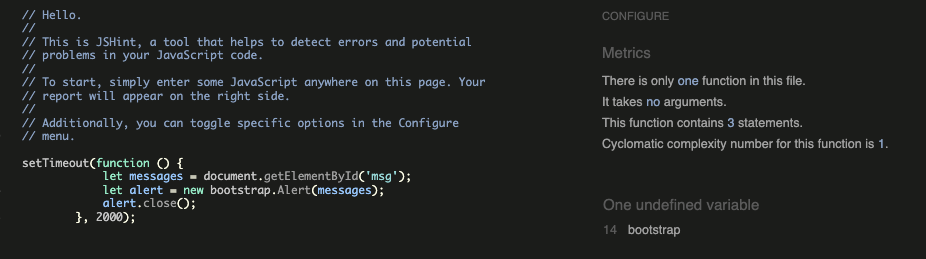 // Hello.
//
// This is JSHint, a tool that helps to detect errors and potential
// problems in your JavaScript code.
//
// To start, simply enter some JavaScript anywhere on this page. Your
// report will appear on the right side.
//
// Additionally, you can toggle specific options in the Configure
// menu.
setTimeout(function () {
let messages = document.getElementById('msg');
let alert = new bootstrap.Alert(messages);
alert.close();
}, 2000);
CONFIGURE
Metrics
There is only one function in this file.
It takes no arguments.
This function contains 3 statements.
Cyclomatic complexity number for this function is 1.
One undefined variable
14 bootstrap